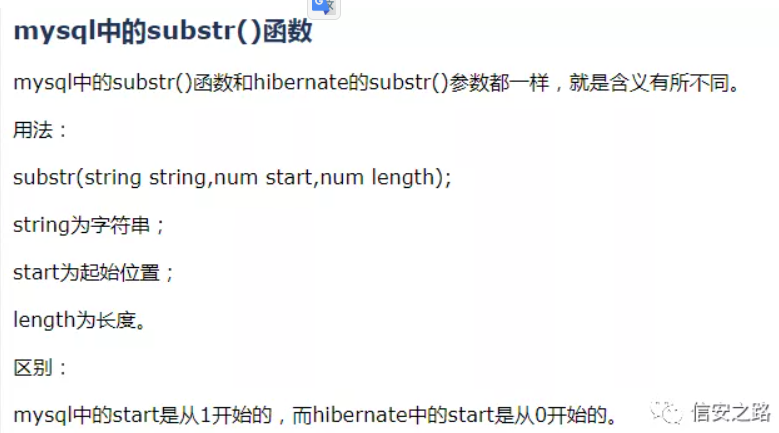 mysql中的substr()函数
mysql中的substr()函数和hibernate的substr()参数都一样，就是含义有所不同。
用法：
substr(string string,num start,num length);
string为字符串；
start为起始位置；
length为长度。
区别：
mysql中的start是从1开始的，而hibernate中的start是从0开始的。
信安之路